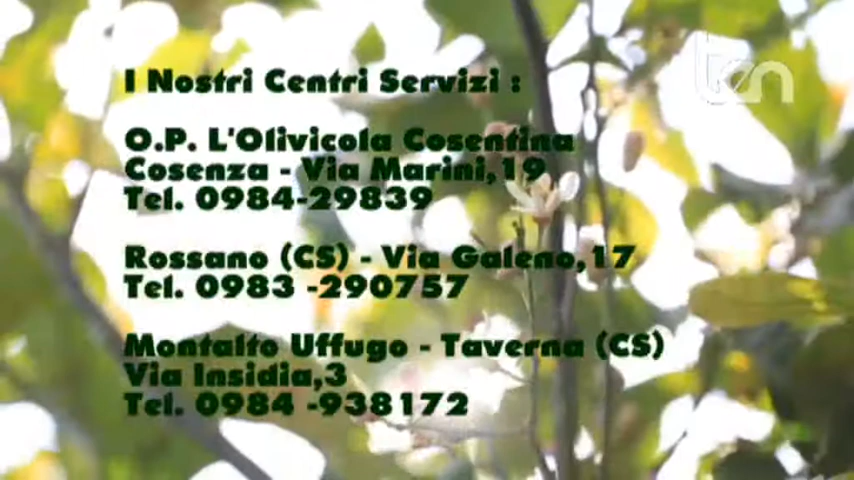 ten
I Nostri Centri Servizi :
O.P. L'Olivicola Cosentina
Cosenza - Via Marini,19
Tel. 0984-29839
Rossano (CS) - Via Galeno,17
Tel. 0983 -290757
Montalto Uffugo - Taverna (CS)
Via Insidia,3
Tel. 0984 -938172